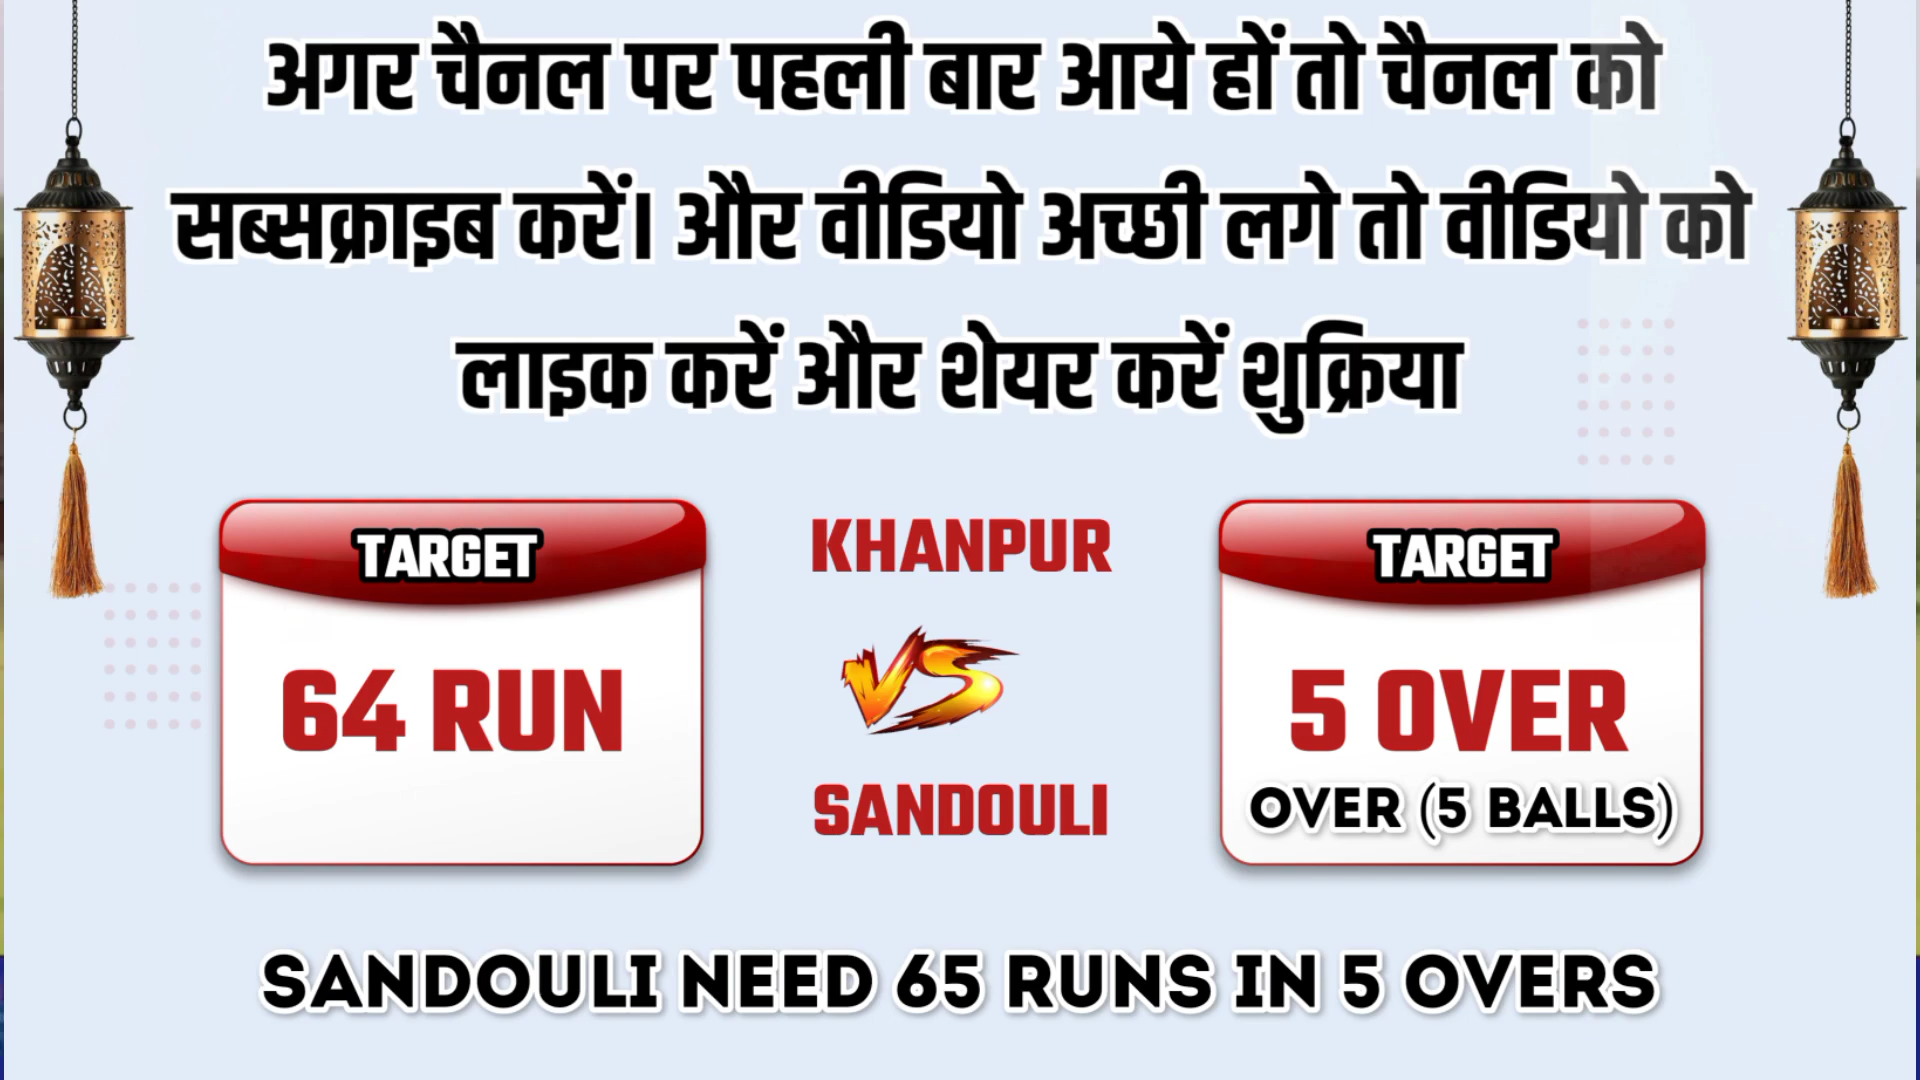 अगर चैनल पर पहली बार आये हों तो चैनल को
सब्सक्राइब करें। और वीडियो अच्छी लगे तो वीडियो को
लाइक करें और शेयर करें शुक्रिया
TARGET
64 RUN
KHANPUR
VS
SANDOULI
TARGET
5 OVER
OVER (5 BALLS)
SANDOULI NEED 65 RUNS IN 5 OVERS